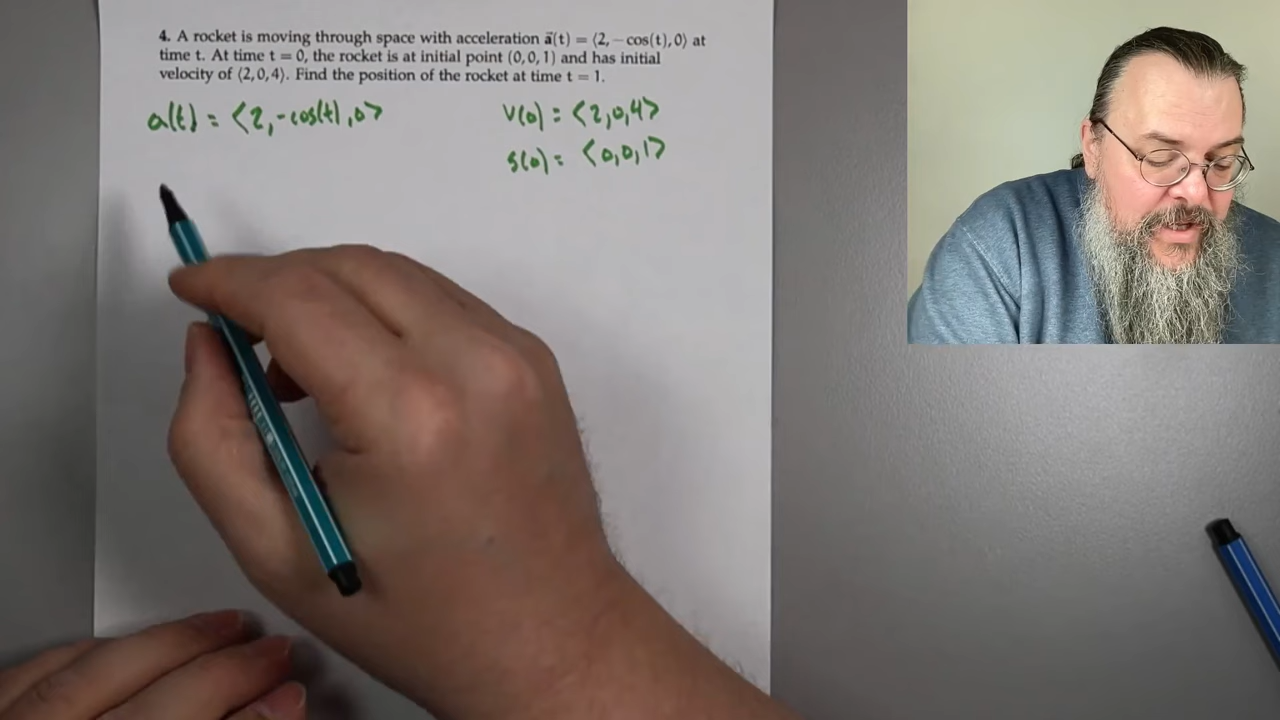 4. A rocket is moving through space with acceleration a⃗(t) = ⟨2, −cos(t), 0⟩ at
time t. At time t = 0, the rocket is at initial point (0, 0, 1) and has initial
velocity of ⟨2, 0, 4⟩. Find the position of the rocket at time t = 1.
a(t) = <2, -cos(t), 0>
v(0) = <2, 0, 4>
s(0) = <0, 0, 1>